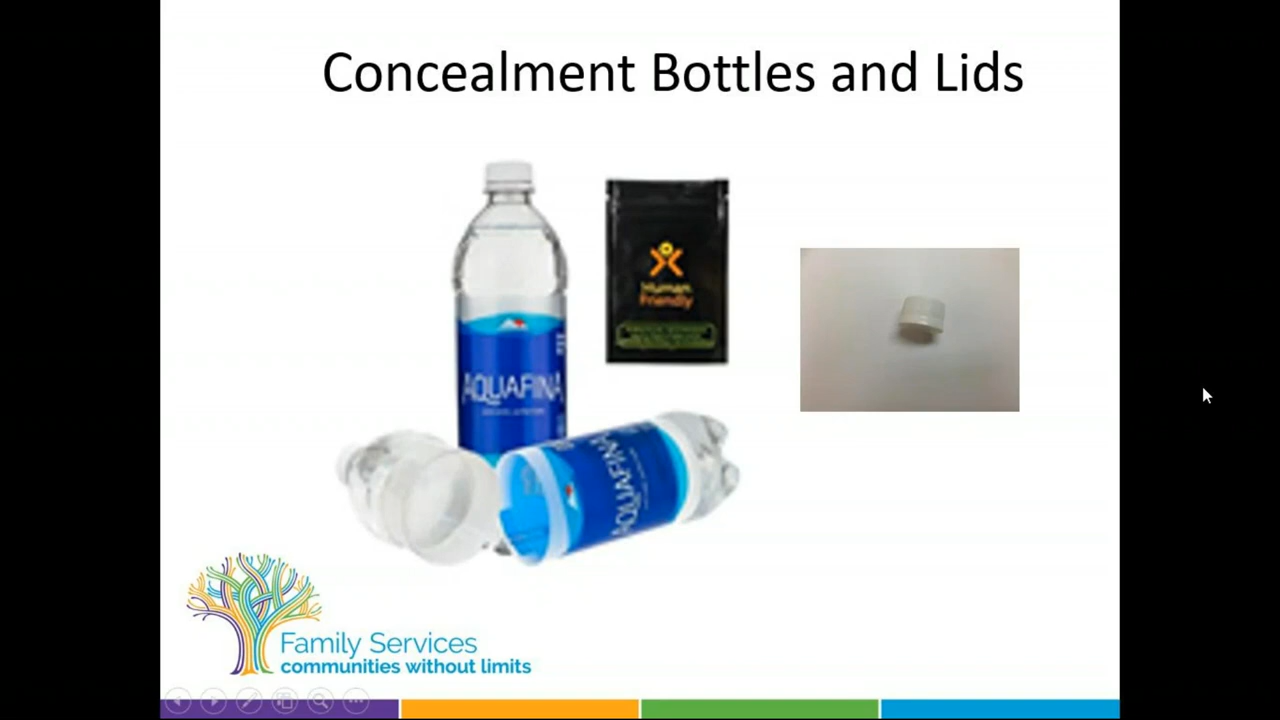 Concealment Bottles and Lids
AQUAFINA
Human
Friendly
AQUAFINA
Family Services
communities without limits